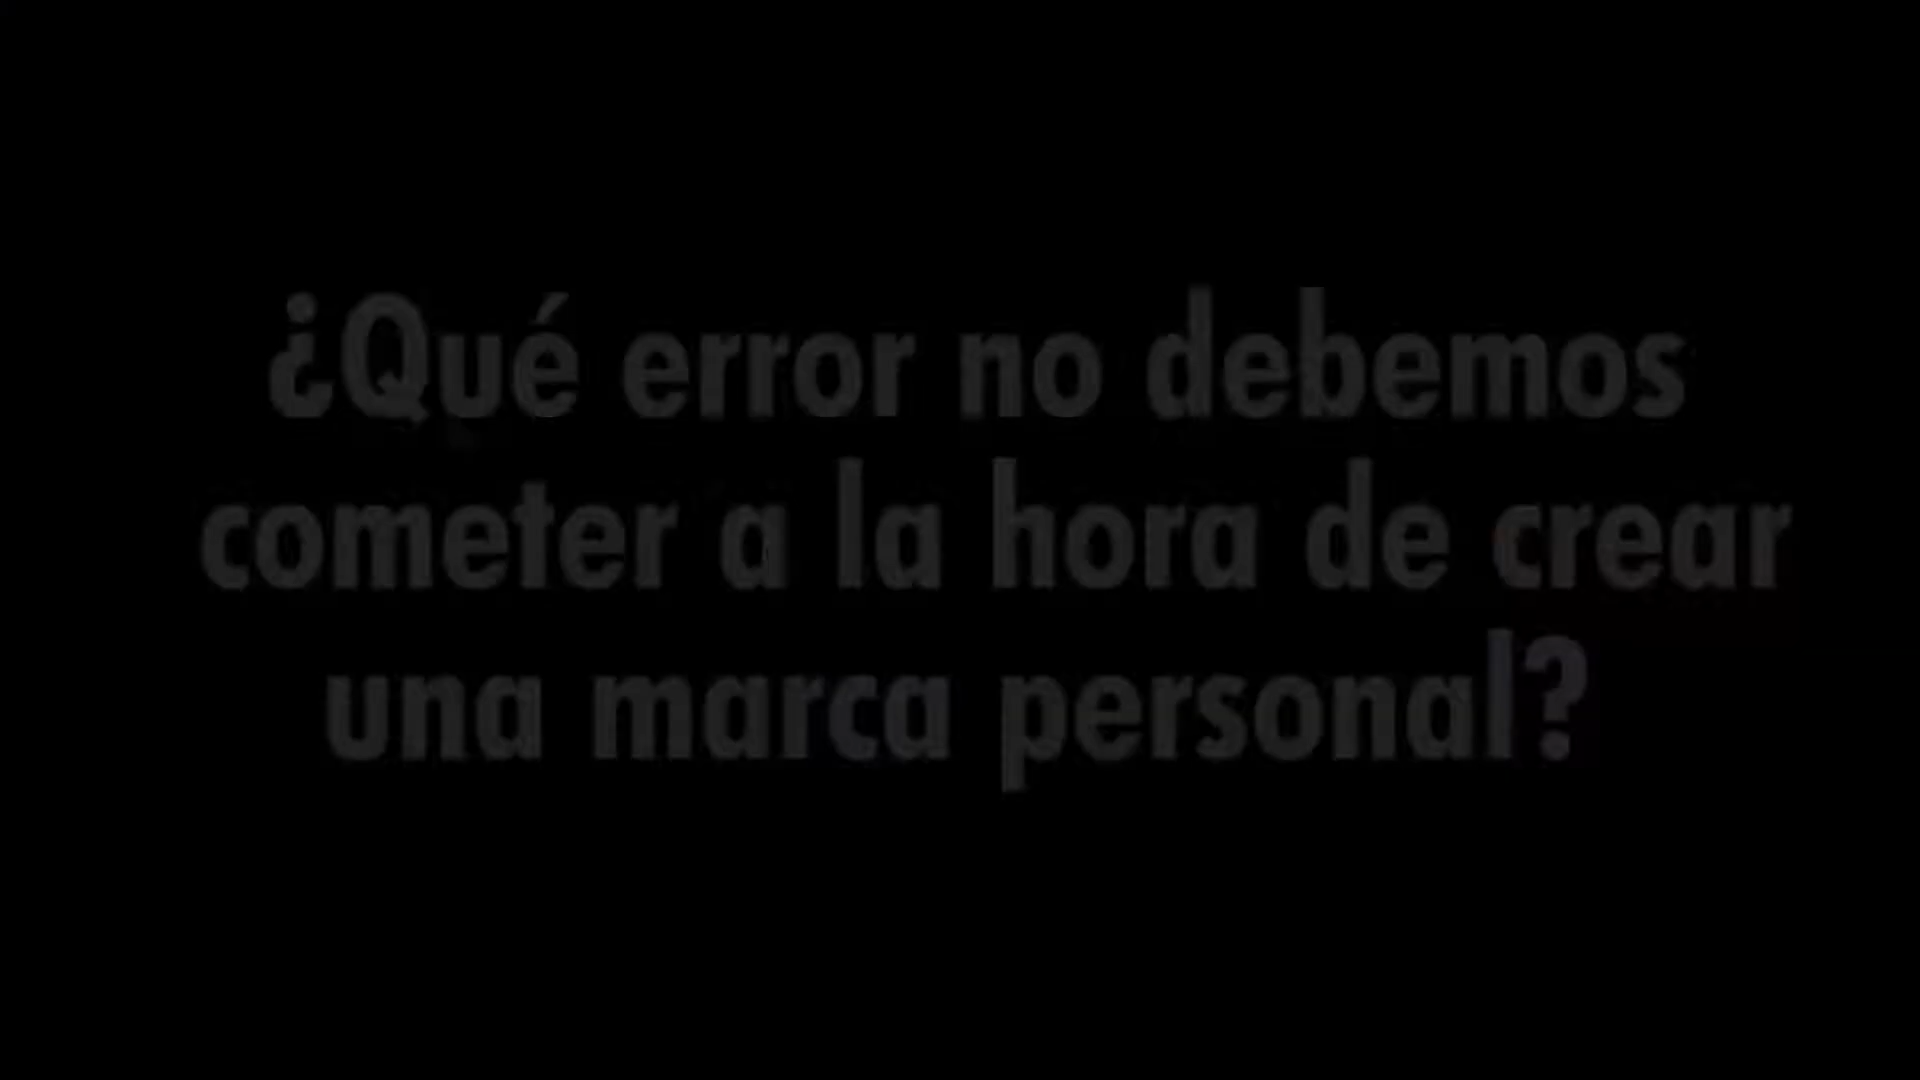 ¿Qué error no debemos
cometer a la hora de crear
una marca personal?